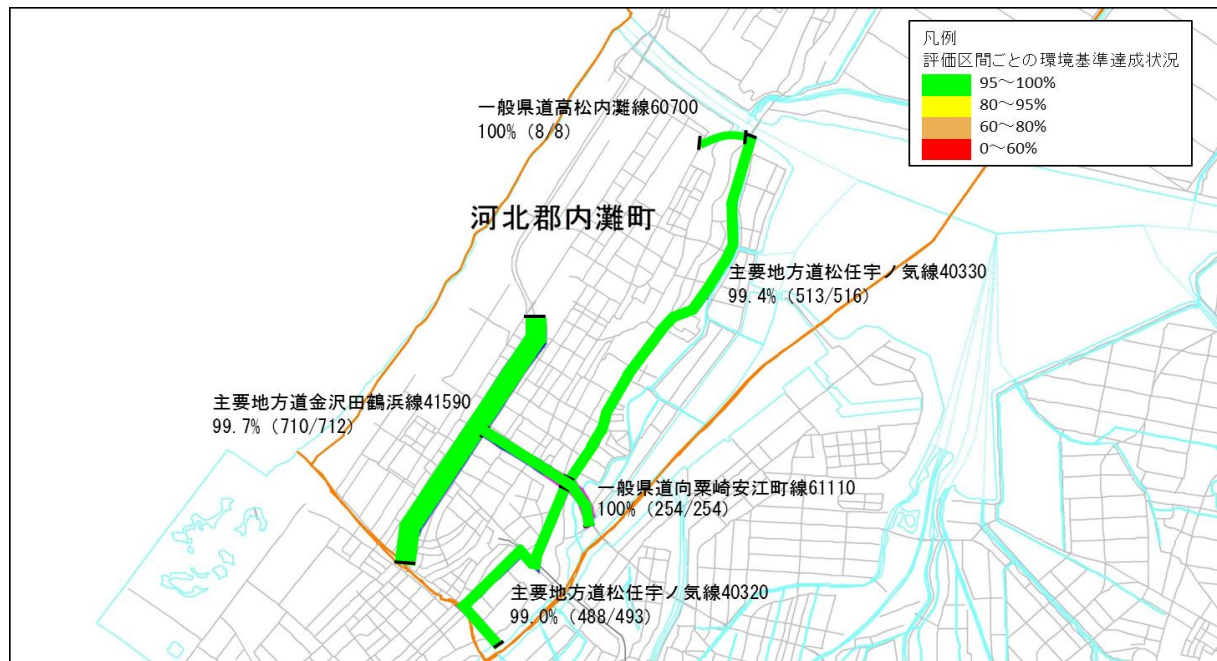 凡例
評価区間ごとの環境基準達成状況
95～100%
80～95%
60～80%
0～60%
一般県道高松内灘線60700
100%（8/8）
河北郡内灘町
主要地方道松任宇ノ気線40330
99.4%（513/516）
主要地方道金沢田鶴浜線41590
99.7%（710/712）
一般県道向粟崎安江町線61110
100%（254/254）
主要地方道松任宇ノ気線40320
99.0%（488/493）